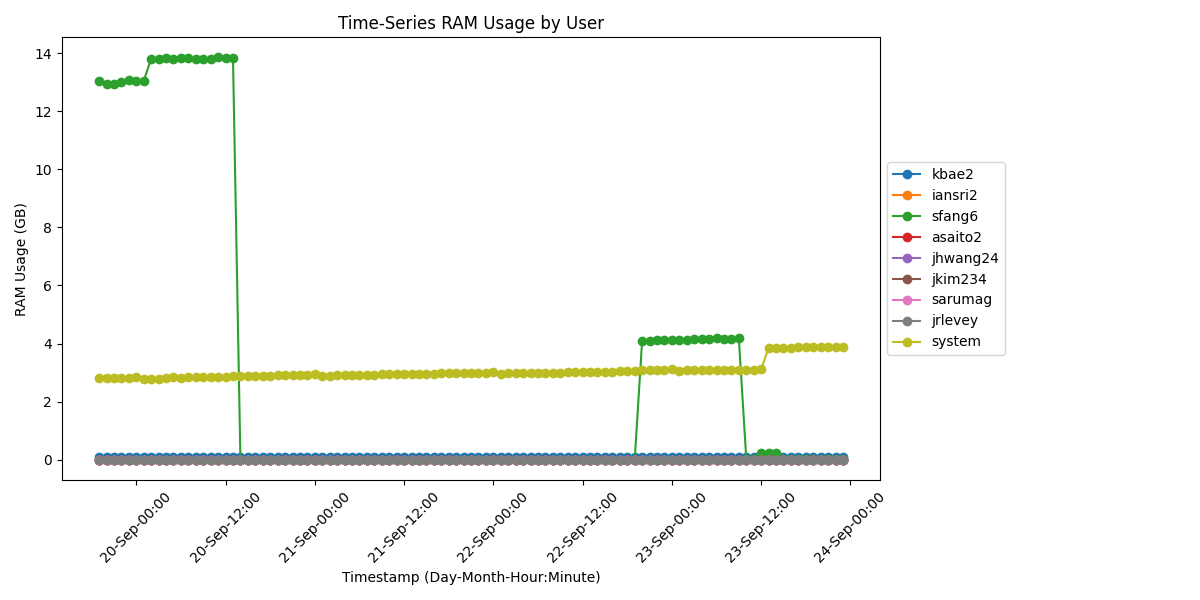 Time-Series RAM Usage by User
RAM Usage (GB)
14
12
10
8
6
4
2
0
20-Sep-00:00
20-Sep-12:00
21-Sep-00:00
21-Sep-12:00
22-Sep-00:00
22-Sep-12:00
23-Sep-00:00
23-Sep-12:00
24-Sep-00:00
Timestamp (Day-Month-Hour:Minute)
kbae2
iansri2
sfang6
asaito2
jhwang24
jkim234
sarumag
jrlevey
system